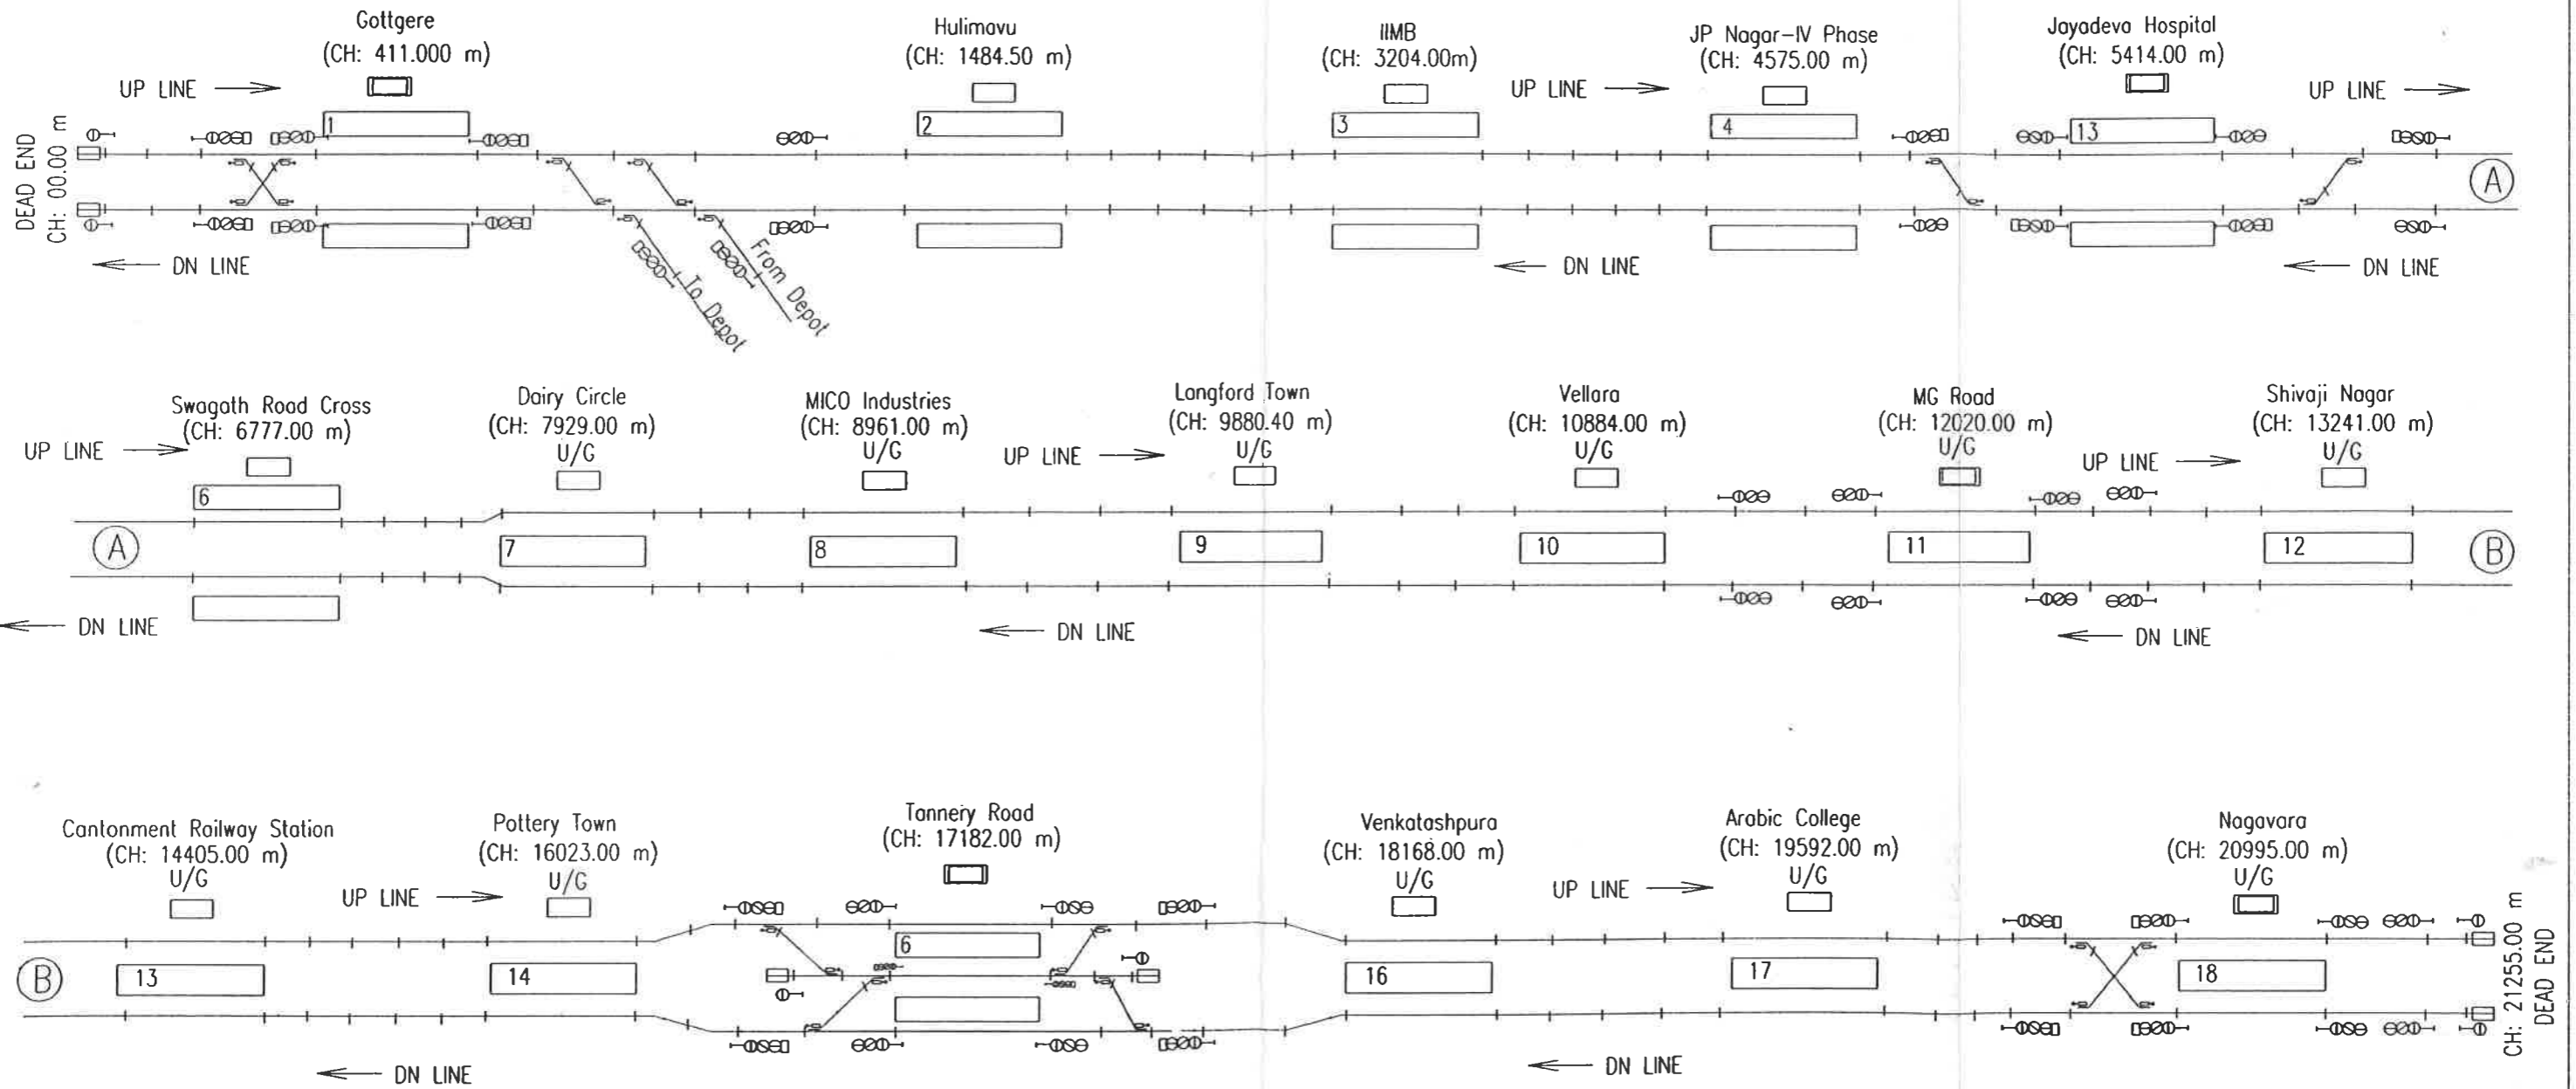 Gottgere
(CH: 411.000 m)
Hulimavu
(CH: 1484.50 m)
IIMB
(CH: 3204.00m)
JP Nagar-IV Phase
(CH: 4575.00 m)
Jayadeva Hospital
(CH: 5414.00 m)
UP LINE
UP LINE
UP LINE
DEAD END
CH: 00.00 m
1
2
3
4
13
A
DN LINE
To Depot
From Depot
DN LINE
DN LINE
Swagath Road Cross
(CH: 6777.00 m)
Dairy Circle
(CH: 7929.00 m)
U/G
MICO Industries
(CH: 8961.00 m)
U/G
Langford Town
(CH: 9880.40 m)
U/G
Vellara
(CH: 10884.00 m)
U/G
MG Road
(CH: 12020.00 m)
U/G
Shivaji Nagar
(CH: 13241.00 m)
U/G
UP LINE
UP LINE
UP LINE
6
A
7
8
9
10
11
12
B
DN LINE
DN LINE
DN LINE
Cantonment Railway Station
(CH: 14405.00 m)
U/G
Pottery Town
(CH: 16023.00 m)
U/G
Tannery Road
(CH: 17182.00 m)
Venkatashpura
(CH: 18168.00 m)
U/G
Arabic College
(CH: 19592.00 m)
U/G
Nagavara
(CH: 20995.00 m)
U/G
UP LINE
UP LINE
B
13
14
6
16
17
18
CH: 21255.00 m
DEAD END
DN LINE
DN LINE